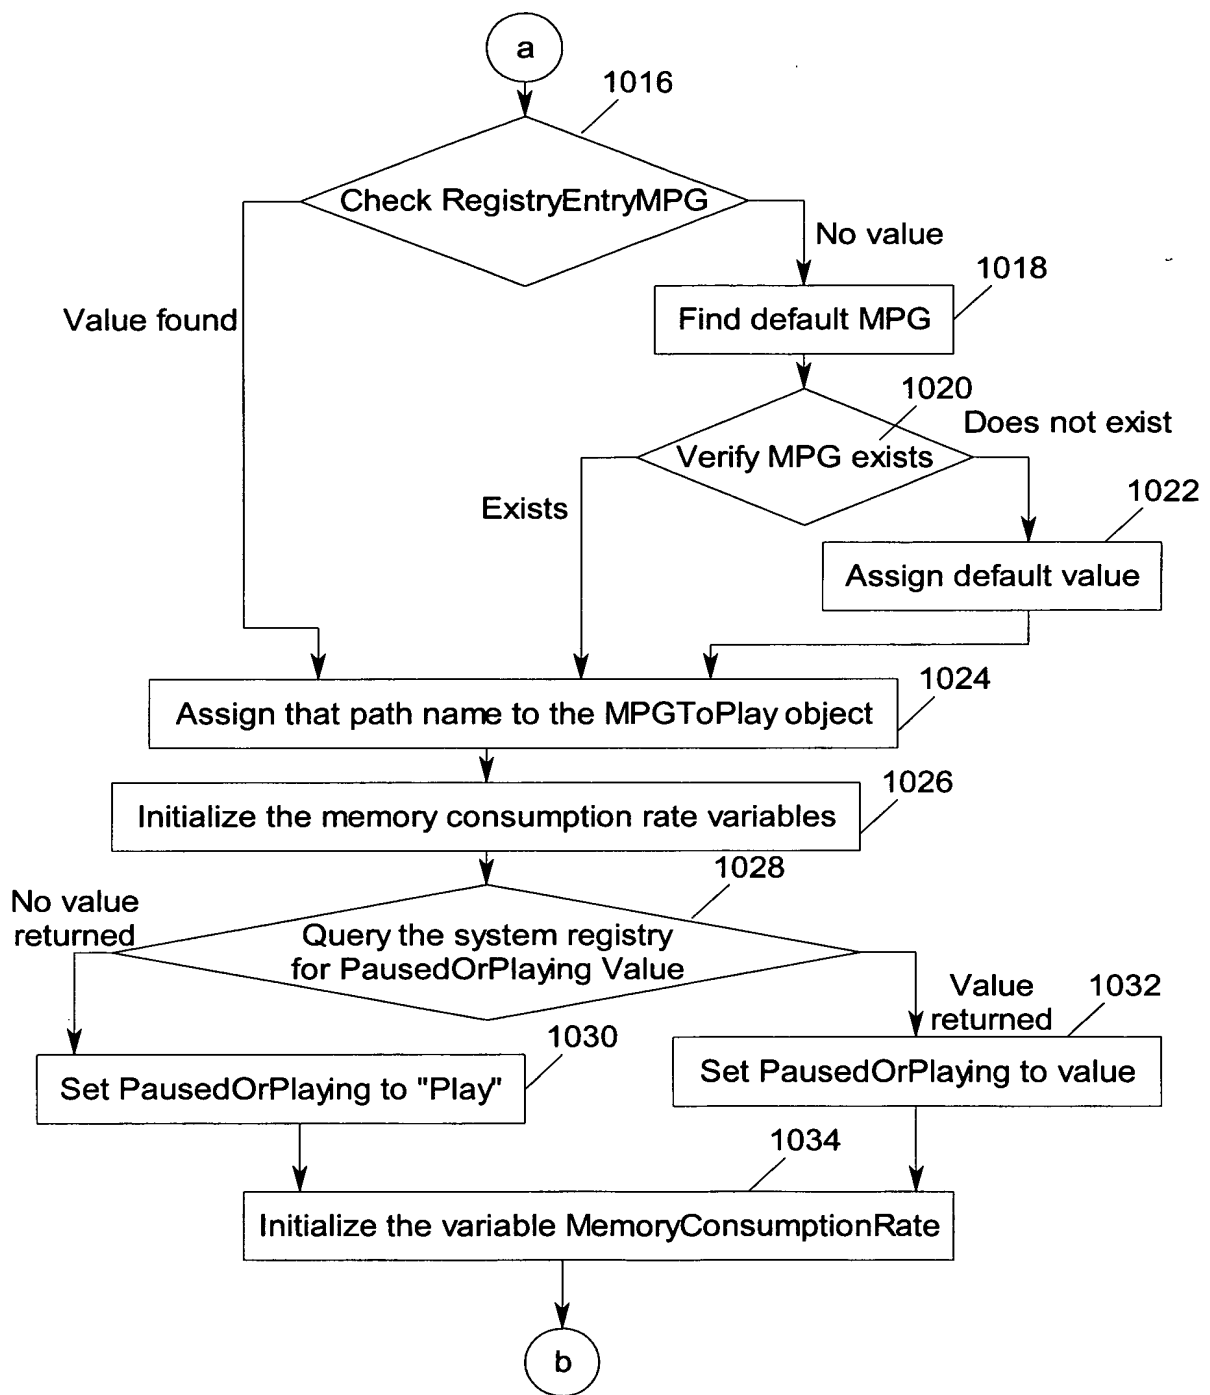 a
1016
Check RegistryEntryMPG
No value
1018
Value found
Find default MPG
1020
Does not exist
Verify MPG exists
1022
Exists
Assign default value
1024
Assign that path name to the MPGToPlay object
1026
Initialize the memory consumption rate variables
1028
No value
returned
Query the system registry
for PausedOrPlaying Value
Value
returned
1032
1030
Set PausedOrPlaying to "Play"
Set PausedOrPlaying to value
1034
Initialize the variable MemoryConsumptionRate
b